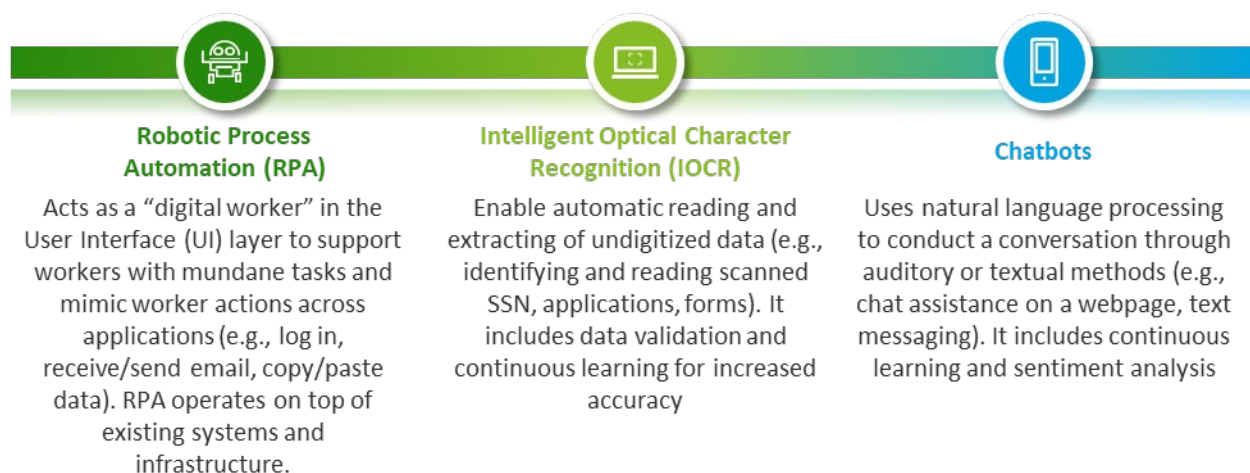 Robotic Process
Automation (RPA)
Acts as a “digital worker” in the
User Interface (UI) layer to support
workers with mundane tasks and
mimic worker actions across
applications (e.g., log in,
receive/send email, copy/paste
data). RPA operates on top of
existing systems and
infrastructure.
Intelligent Optical Character
Recognition (IOCR)
Enable automatic reading and
extracting of undigitized data (e.g.,
identifying and reading scanned
SSN, applications, forms). It
includes data validation and
continuous learning for increased
accuracy
Chatbots
Uses natural language processing
to conduct a conversation through
auditory or textual methods (e.g.,
chat assistance on a webpage, text
messaging). It includes continuous
learning and sentiment analysis